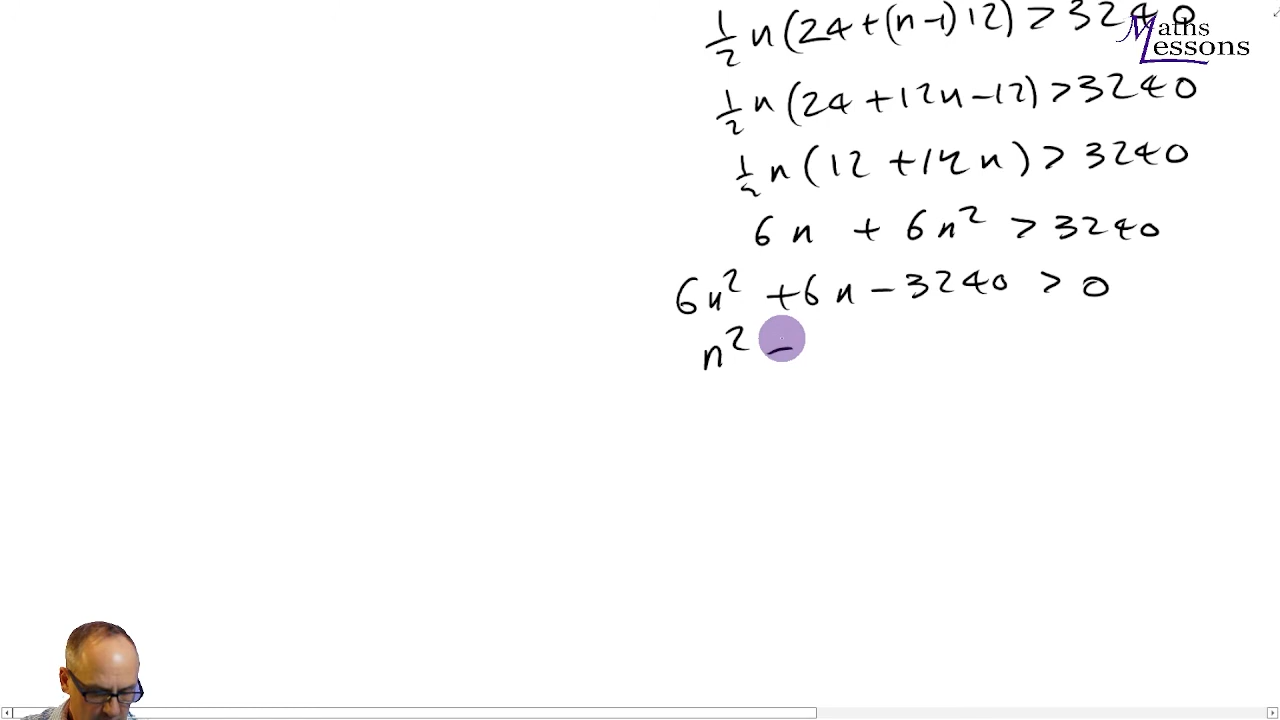 ½n(24+(n-1)12)>3240
Maths
Lessons
½n(24+12n-12)>3240
½n(12+12n)>3240
6n + 6n²>3240
6n²+6n-3240>0
n² -